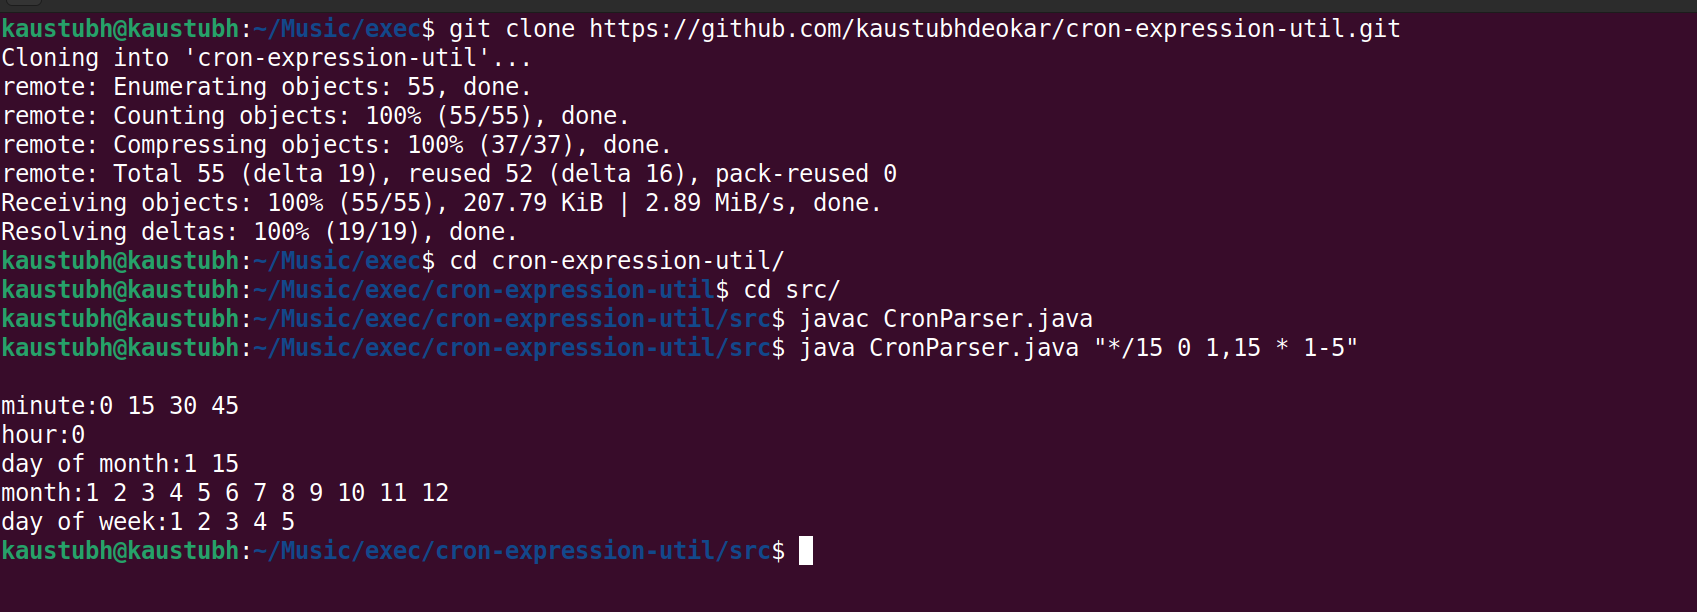 kaustubh@kaustubh:~/Music/exec$ git clone https://github.com/kaustubhdeokar/cron-expression-util.git
Cloning into 'cron-expression-util'...
remote: Enumerating objects: 55, done.
remote: Counting objects: 100% (55/55), done.
remote: Compressing objects: 100% (37/37), done.
remote: Total 55 (delta 19), reused 52 (delta 16), pack-reused 0
Receiving objects: 100% (55/55), 207.79 KiB | 2.89 MiB/s, done.
Resolving deltas: 100% (19/19), done.
kaustubh@kaustubh:~/Music/exec$ cd cron-expression-util/
kaustubh@kaustubh:~/Music/exec/cron-expression-util$ cd src/
kaustubh@kaustubh:~/Music/exec/cron-expression-util/src$ javac CronParser.java
kaustubh@kaustubh:~/Music/exec/cron-expression-util/src$ java CronParser.java "*/15 0 1,15 * 1-5"
minute:0 15 30 45
hour:0
day of month:1 15
month:1 2 3 4 5 6 7 8 9 10 11 12
day of week:1 2 3 4 5
kaustubh@kaustubh:~/Music/exec/cron-expression-util/src$